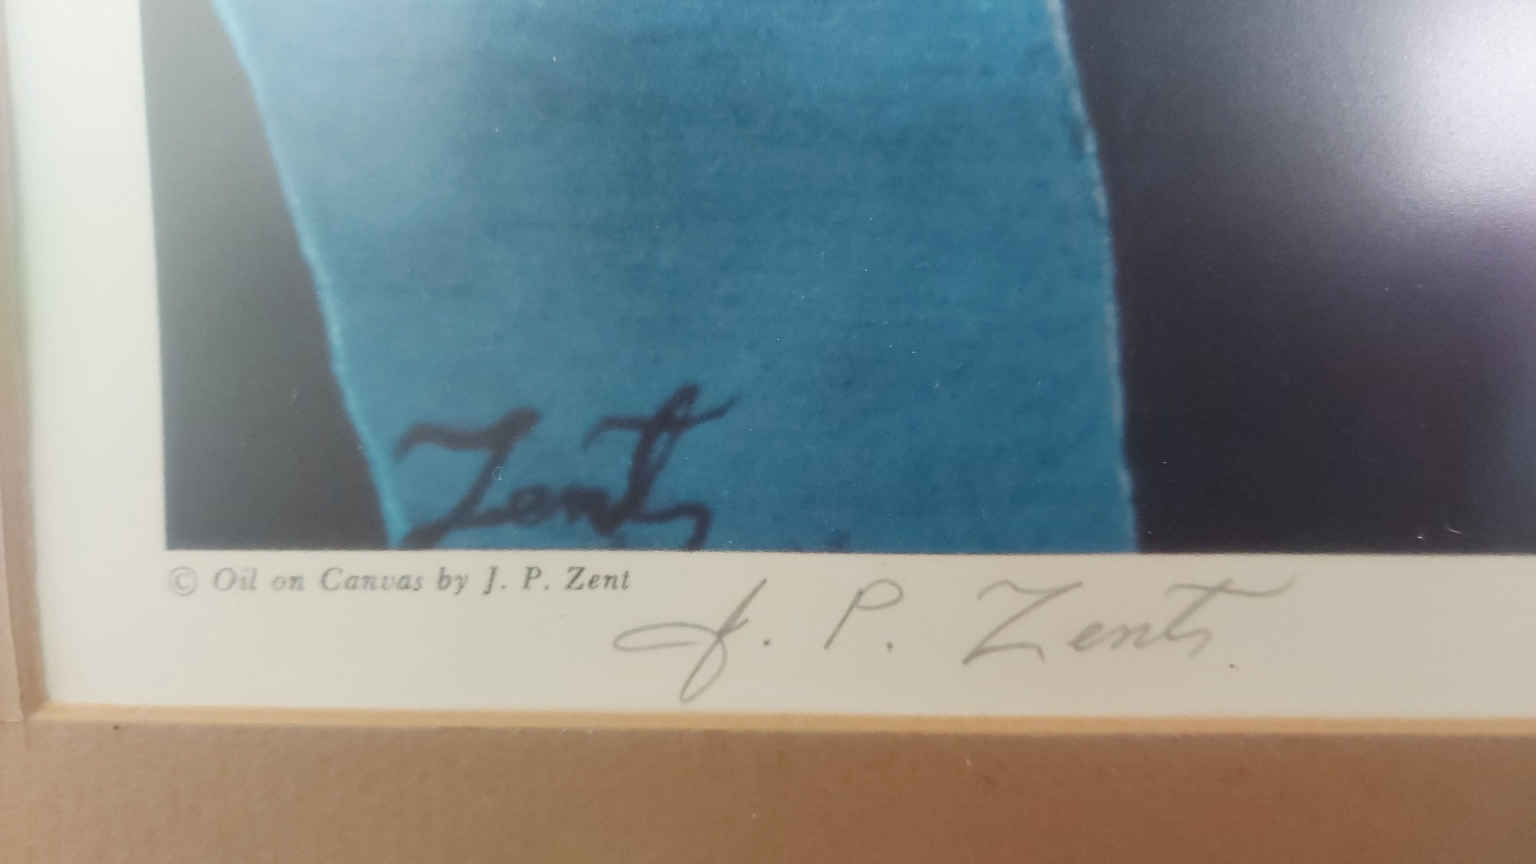 Zent
© Oil on Canvas by J. P. Zent
J. P. Zent